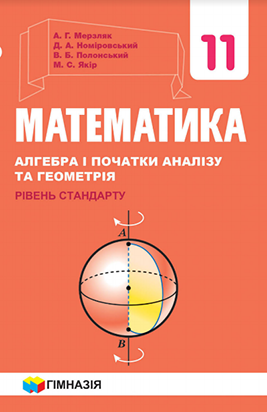 А. Г. Мерзляк
Д. А. Номіровський
В. Б. Полонський
М. С. Якір
11
МАТЕМАТИКА
АЛГЕБРА І ПОЧАТКИ АНАЛІЗУ
ТА ГЕОМЕТРІЯ
РІВЕНЬ СТАНДАРТУ
A
B
ГІМНАЗІЯ